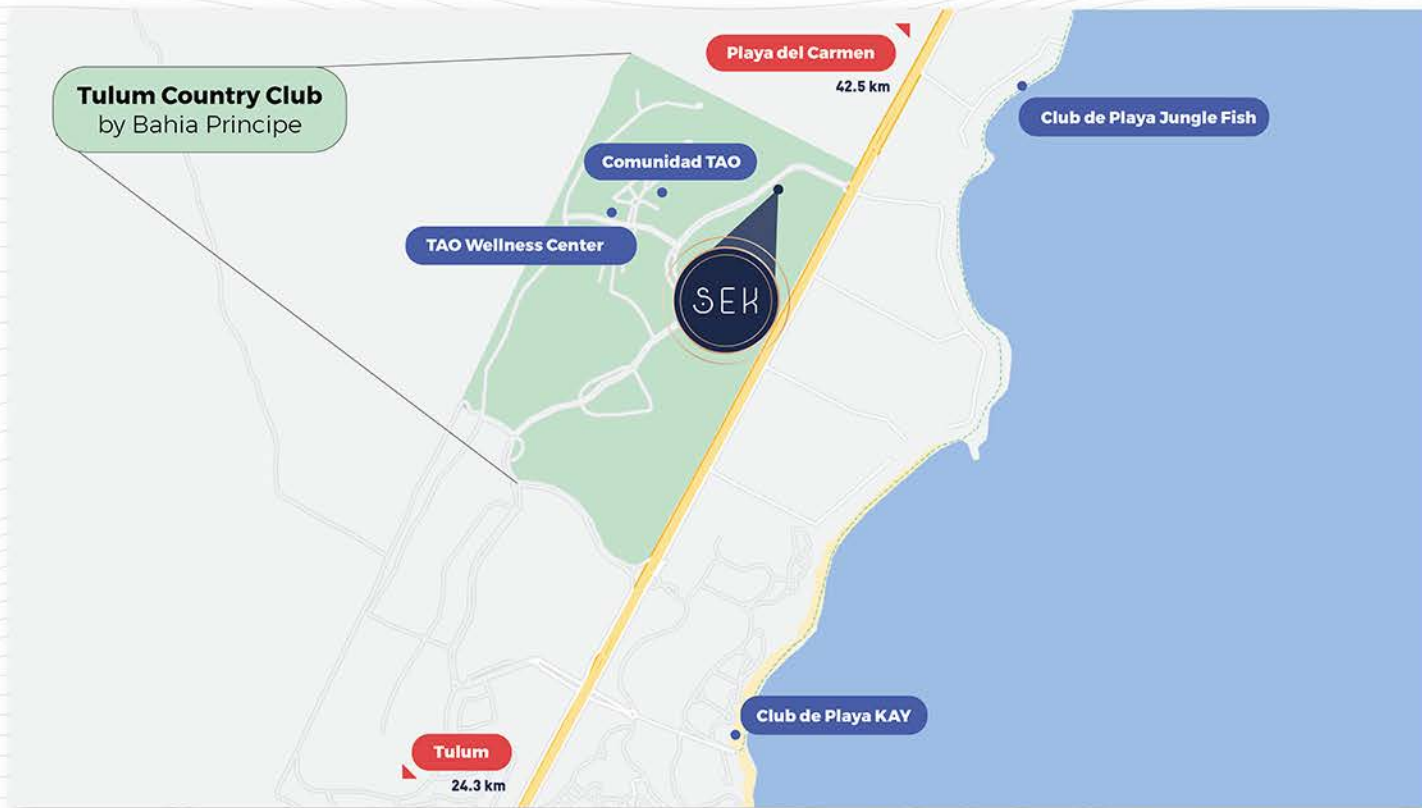 Playa del Carmen
42.5 km
Tulum Country Club
by Bahia Principe
Club de Playa Jungle Fish
Comunidad TAO
TAO Wellness Center
SEK
Club de Playa KAY
Tulum
24.3 km